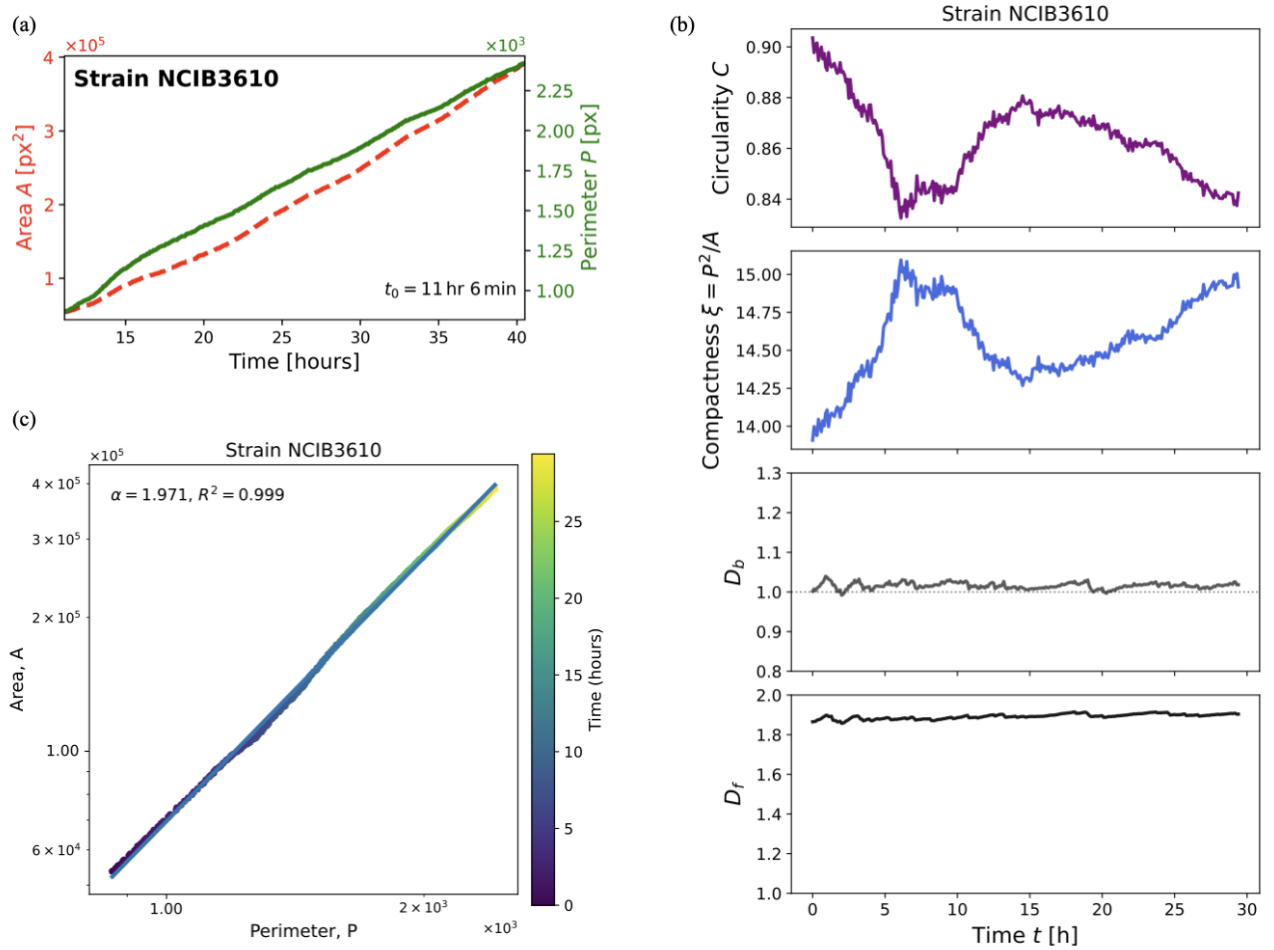 (a)
×10⁵
×10³
Strain NCIB3610
4
3
2
1
Area A [px²]
2.25
2.00
1.75
1.50
1.25
1.00
Perimeter P [px]
t₀ = 11 hr 6 min
15 20 25 30 35 40
Time [hours]
(b)
Strain NCIB3610
0.90
0.88
0.86
0.84
Circularity C
15.00
14.75
14.50
14.25
14.00
Compactness ξ = P²/A
1.3
1.2
1.1
1.0
0.9
0.8
D_b
2.0
1.8
1.6
1.4
1.2
1.0
D_f
0 5 10 15 20 25 30
Time t [h]
(c)
Strain NCIB3610
×10⁵
α = 1.971, R² = 0.999
4 × 10⁵
3 × 10⁵
2 × 10⁵
1.00
6 × 10⁴
Area, A
1.00 2 × 10³
×10³
Perimeter, P
25
20
15
10
5
0
Time (hours)